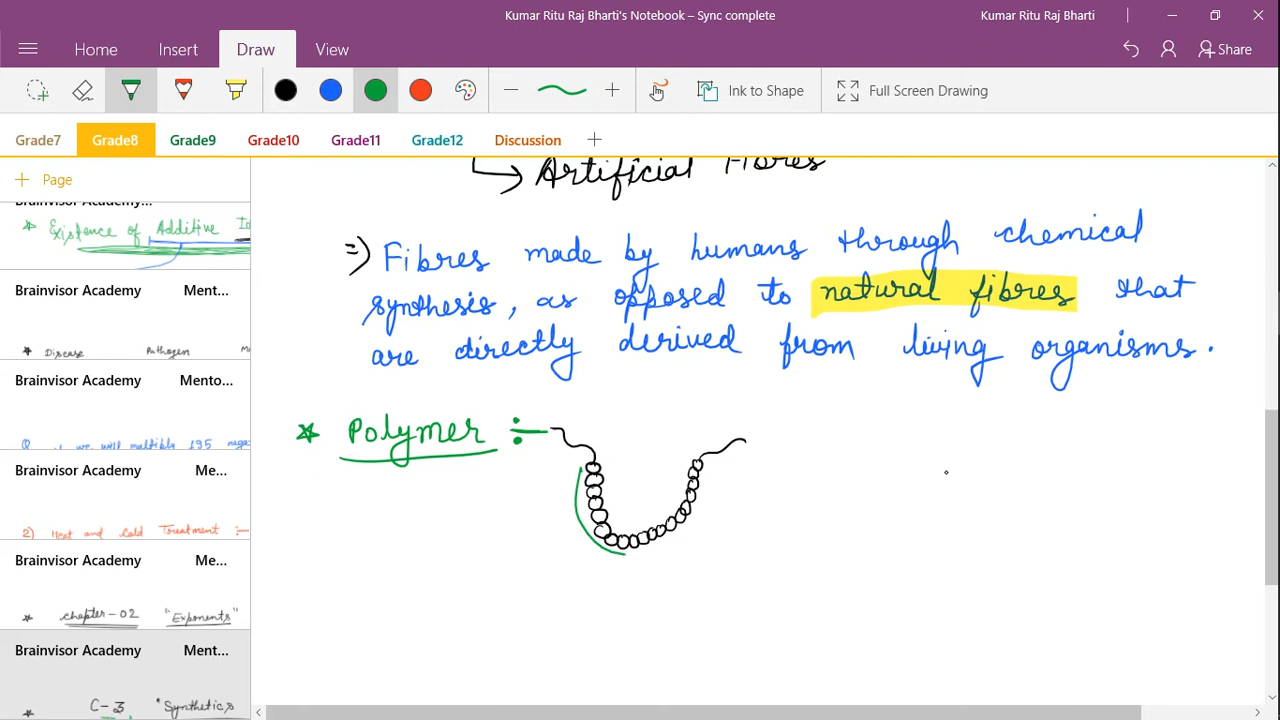 Kumar Ritu Raj Bharti's Notebook – Sync complete
Kumar Ritu Raj Bharti
Home Insert Draw View
Share
Ink to Shape
Full Screen Drawing
Grade7 Grade8 Grade9 Grade10 Grade11 Grade12 Discussion
Page
Brainvisor Academy...
* Existence of Additive
Brainvisor Academy Ment...
* Disease Pathogen
Brainvisor Academy Mento...
Brainvisor Academy Me...
2) Heat and Cold Treatment :-
Brainvisor Academy Me...
* Chapter-02 "Exponents"
Brainvisor Academy Ment...
* C-3 "Synthetics
Artificial Fibres
=) Fibres made by humans through chemical
synthesis, as opposed to natural fibres that
are directly derived from living organisms.
* Polymer :-